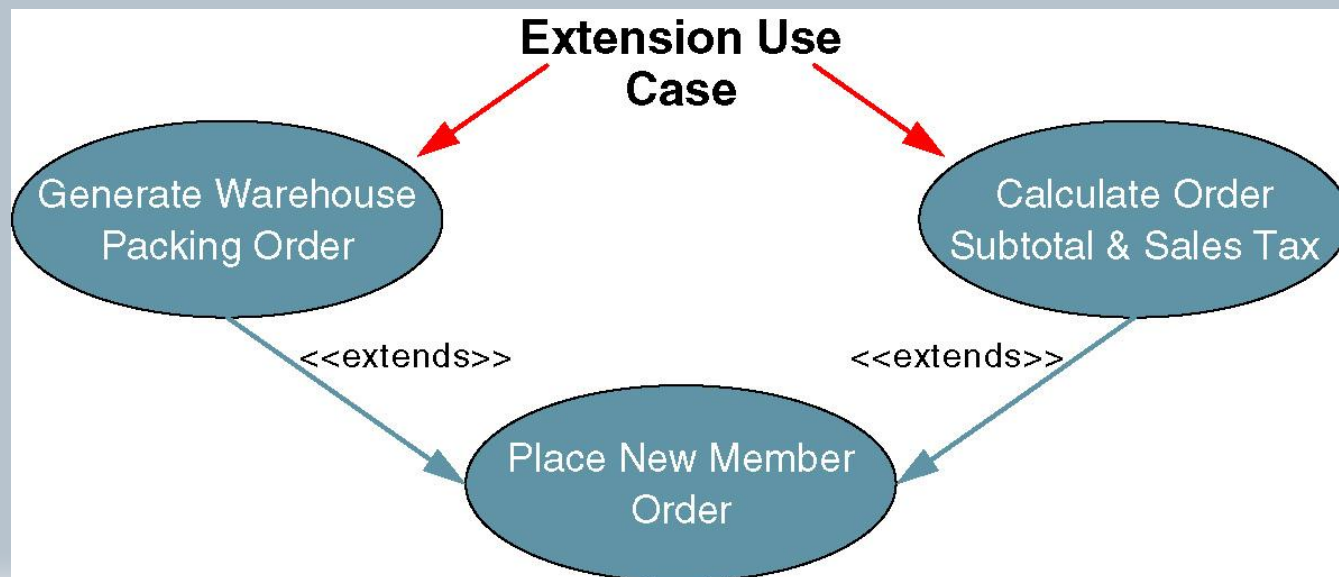 Extension Use
Case
Generate Warehouse
Packing Order
Calculate Order
Subtotal & Sales Tax
<<extends>>
<<extends>>
Place New Member
Order